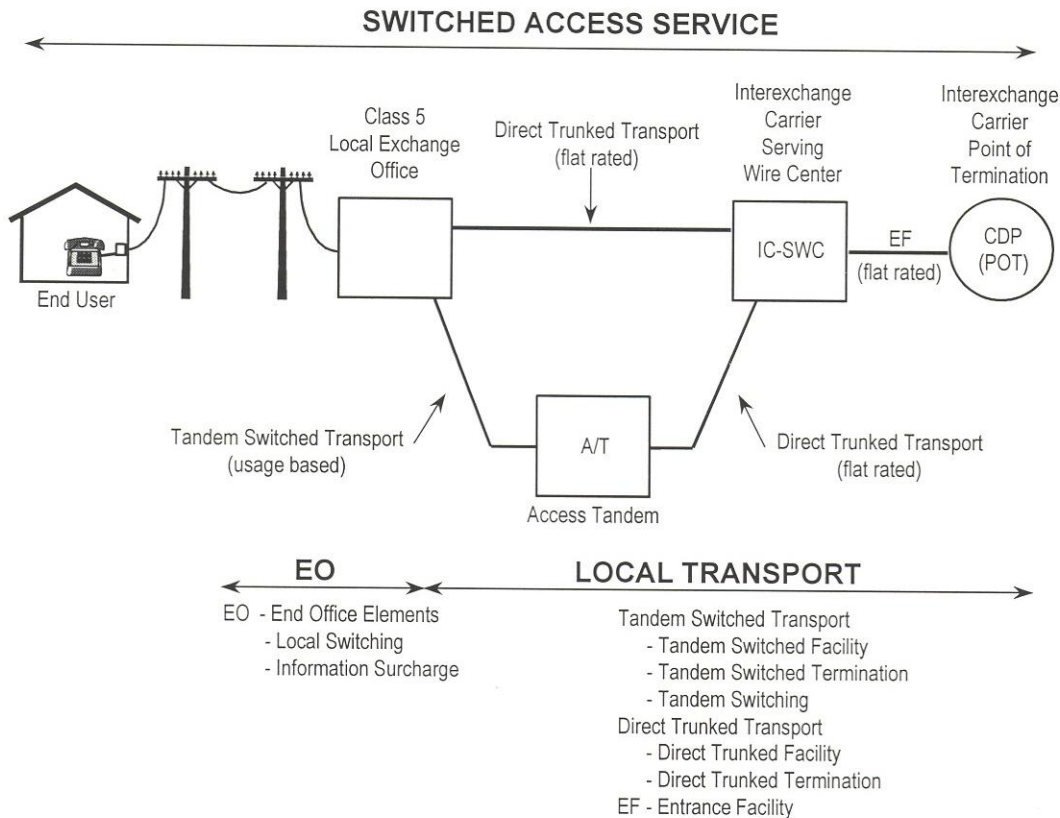 SWITCHED ACCESS SERVICE
Class 5
Local Exchange
Office
Direct Trunked Transport
(flat rated)
Interexchange
Carrier
Serving
Wire Center
Interexchange
Carrier
Point of
Termination
End User
IC-SWC
EF
(flat rated)
CDP
(POT)
Tandem Switched Transport
(usage based)
A/T
Access Tandem
Direct Trunked Transport
(flat rated)
EO
LOCAL TRANSPORT
EO - End Office Elements
- Local Switching
- Information Surcharge
Tandem Switched Transport
- Tandem Switched Facility
- Tandem Switched Termination
- Tandem Switching
Direct Trunked Transport
- Direct Trunked Facility
- Direct Trunked Termination
EF - Entrance Facility